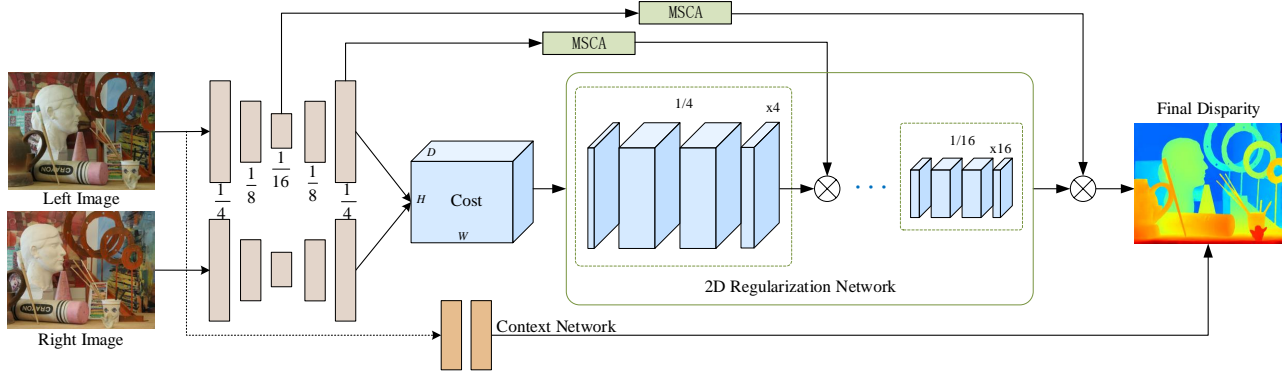 MSCA
MSCA
Left Image
Right Image
CRAYON
CRAYON
1/4
1/8
1/16
1/8
1/4
D
H
W
Cost
1/4
x4
1/16
x16
2D Regularization Network
Context Network
Final Disparity